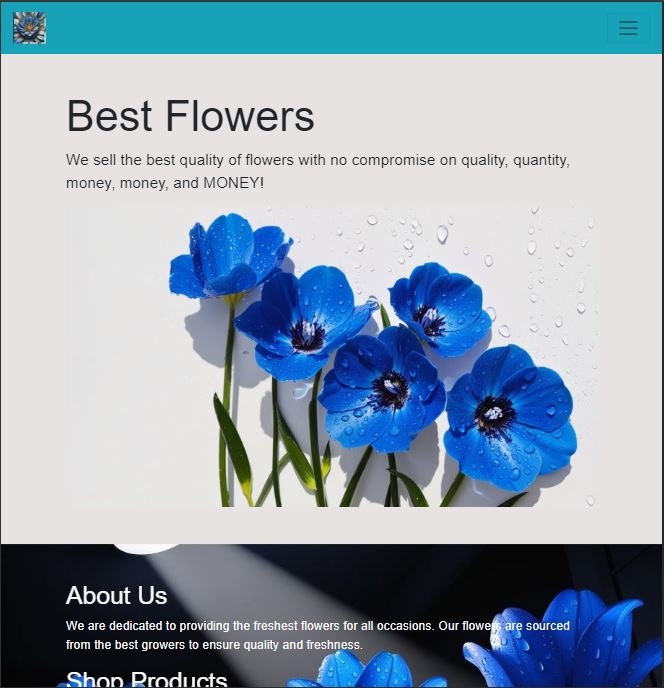 Best Flowers
We sell the best quality of flowers with no compromise on quality, quantity,
money, money, and MONEY!
About Us
We are dedicated to providing the freshest flowers for all occasions. Our flowers are sourced
from the best growers to ensure quality and freshness.
Shop Products